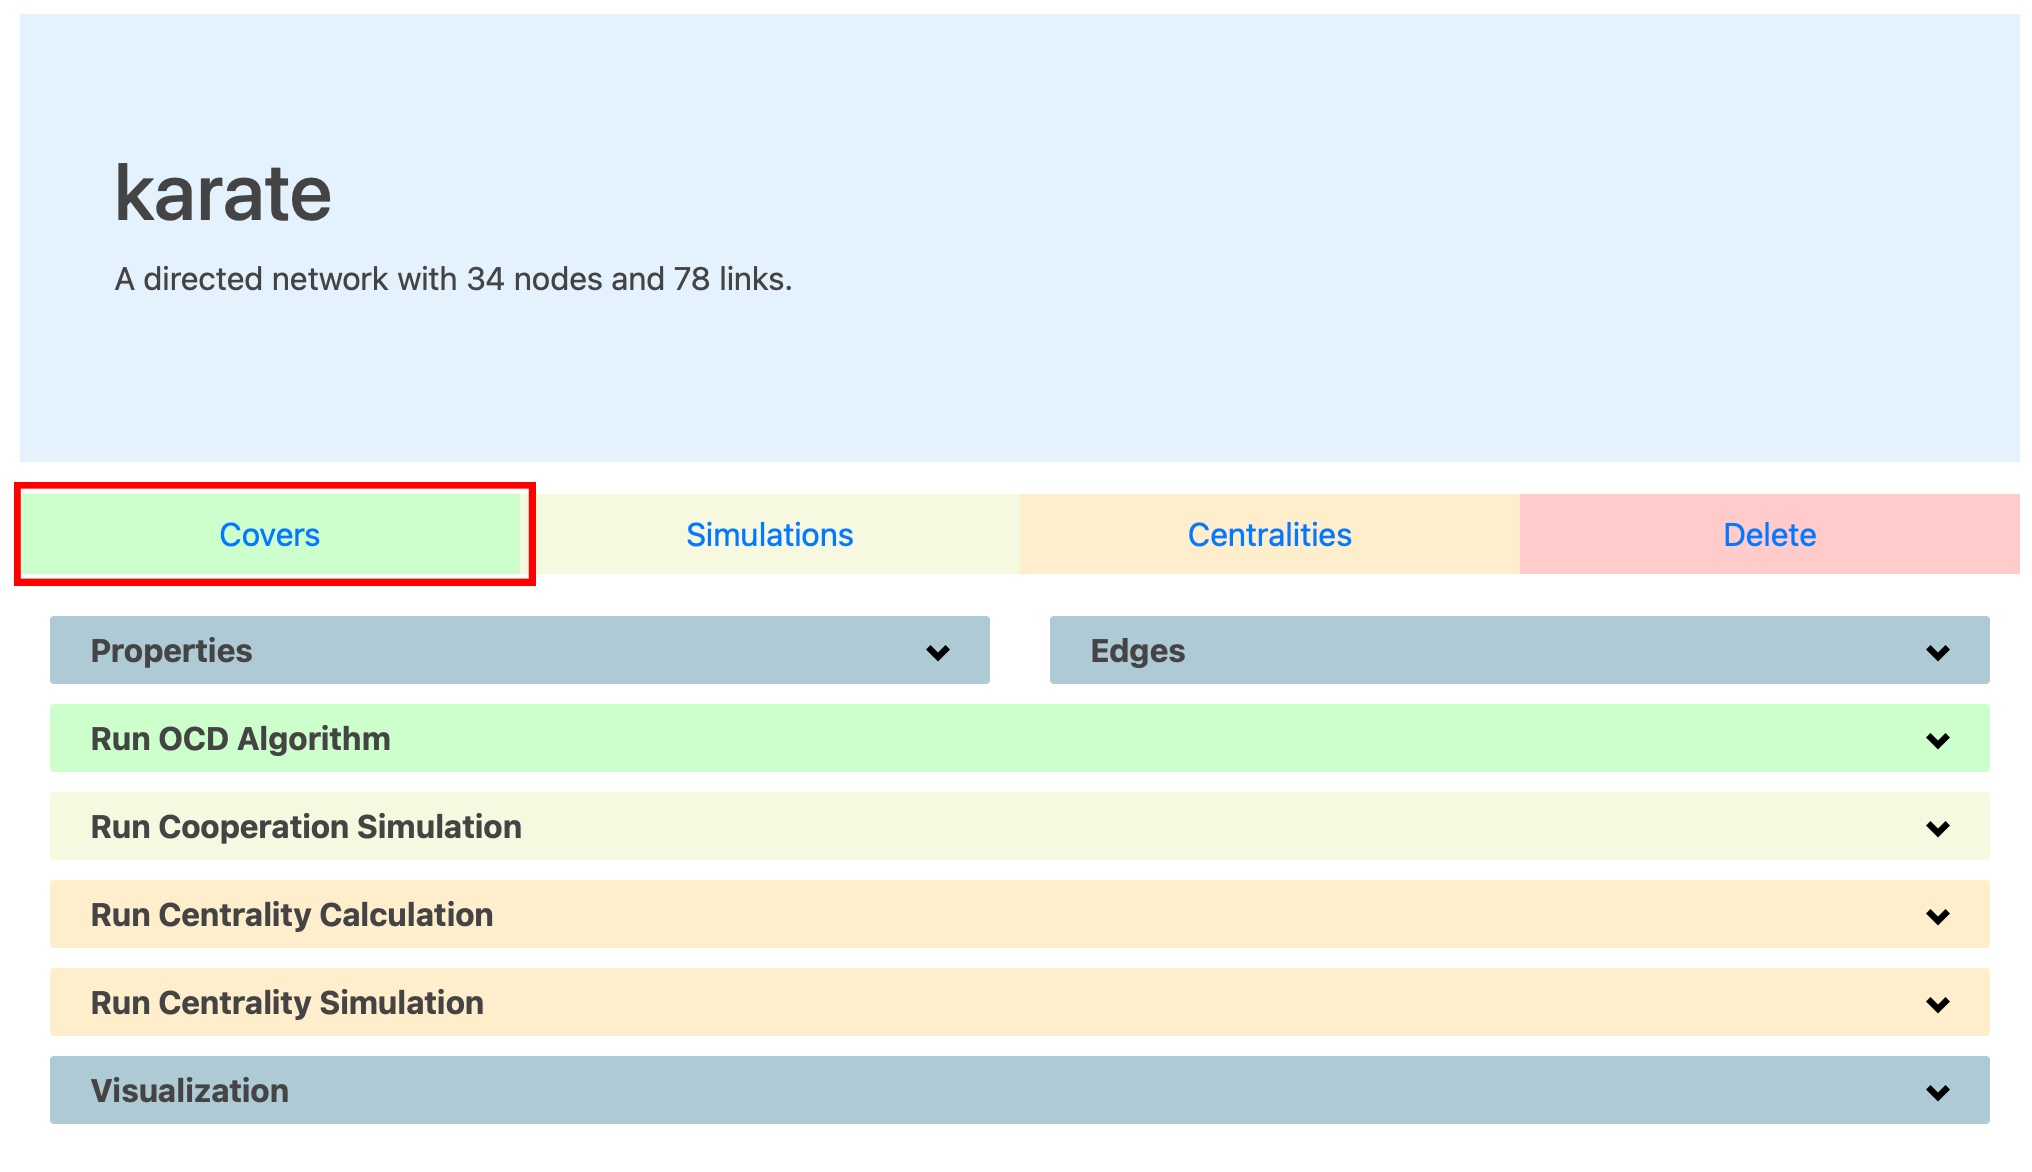 karate
A directed network with 34 nodes and 78 links.
Covers Simulations Centralities Delete
Properties Edges
Run OCD Algorithm
Run Cooperation Simulation
Run Centrality Calculation
Run Centrality Simulation
Visualization